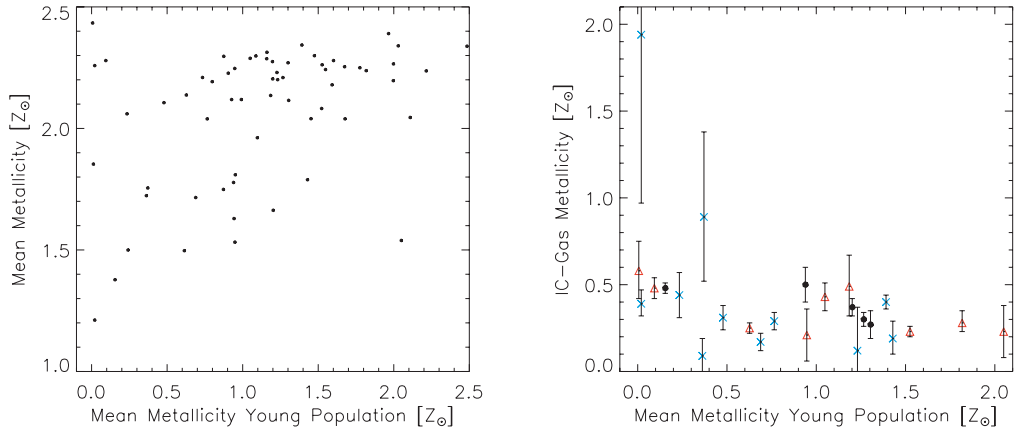 2.5
2.0
1.5
1.0
Mean Metallicity [Z⊙]
0.0 0.5 1.0 1.5 2.0 2.5
Mean Metallicity Young Population [Z⊙]
2.0
1.5
1.0
0.5
0.0
IC−Gas Metallicity [Z⊙]
0.0 0.5 1.0 1.5 2.0
Mean Metallicity Young Population [Z⊙]